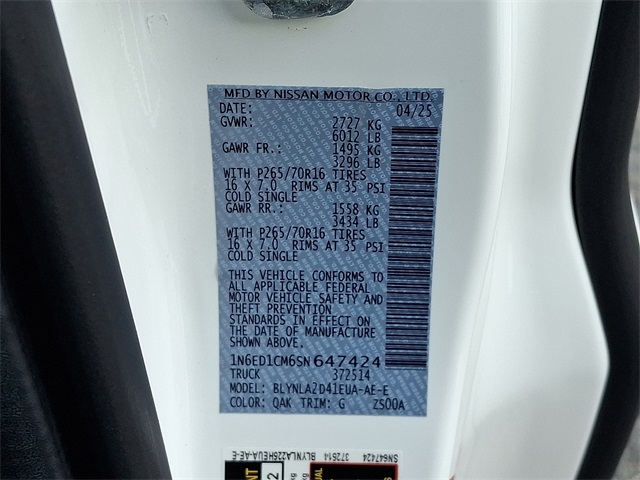 MFD BY NISSAN MOTOR CO., LTD.
DATE: 04/25
GVWR: 2727 KG
6012 LB
GAWR FR.: 1495 KG
3296 LB
WITH P265/70R16 TIRES
16 X 7.0 RIMS AT 35 PSI
COLD SINGLE
GAWR RR.: 1558 KG
3434 LB
WITH P265/70R16 TIRES
16 X 7.0 RIMS AT 35 PSI
COLD SINGLE
THIS VEHICLE CONFORMS TO
ALL APPLICABLE FEDERAL
MOTOR VEHICLE SAFETY AND
THEFT PREVENTION
STANDARDS IN EFFECT ON
THE DATE OF MANUFACTURE
SHOWN ABOVE.
1N6ED1CM6SN647424
TRUCK 372514
MODEL: BLYNLA2D41EUA-AE-E
COLOR: QAK TRIM: G ZS00A
SN647424 372514